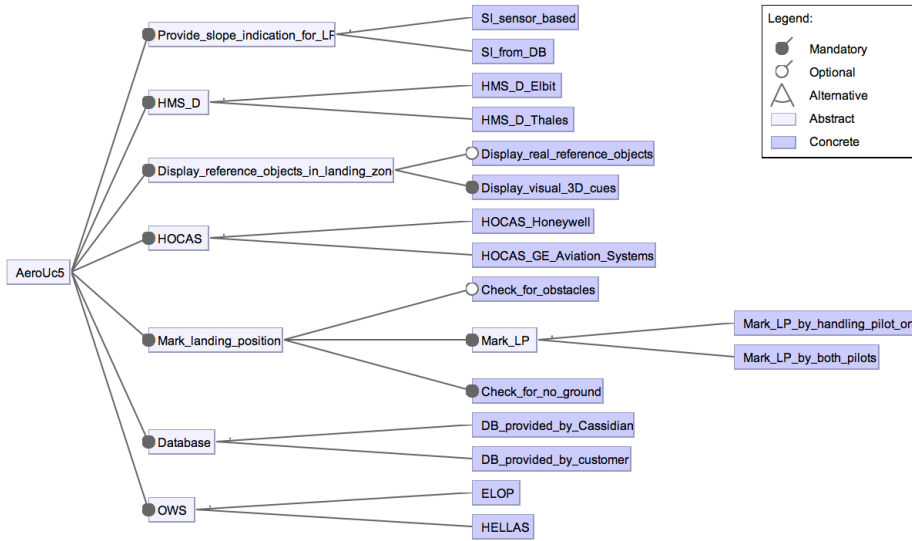 SI_sensor_based
Legend:
Provide_slope_indication_for_LP
Mandatory
SI_from_DB
Optional
HMS_D_Elbit
Alternative
HMS_D
Abstract
HMS_D_Thales
Concrete
Display_real_reference_objects
Display_reference_objects_in_landing_zon
Display_visual_3D_cues
HOCAS_Honeywell
HOCAS
HOCAS_GE_Aviation_Systems
AeroUc5
Check_for_obstacles
Mark_LP_by_handling_pilot_on
Mark_landing_position
Mark_LP
Mark_LP_by_both_pilots
Check_for_no_ground
DB_provided_by_Cassidian
Database
DB_provided_by_customer
ELOP
OWS
HELLAS